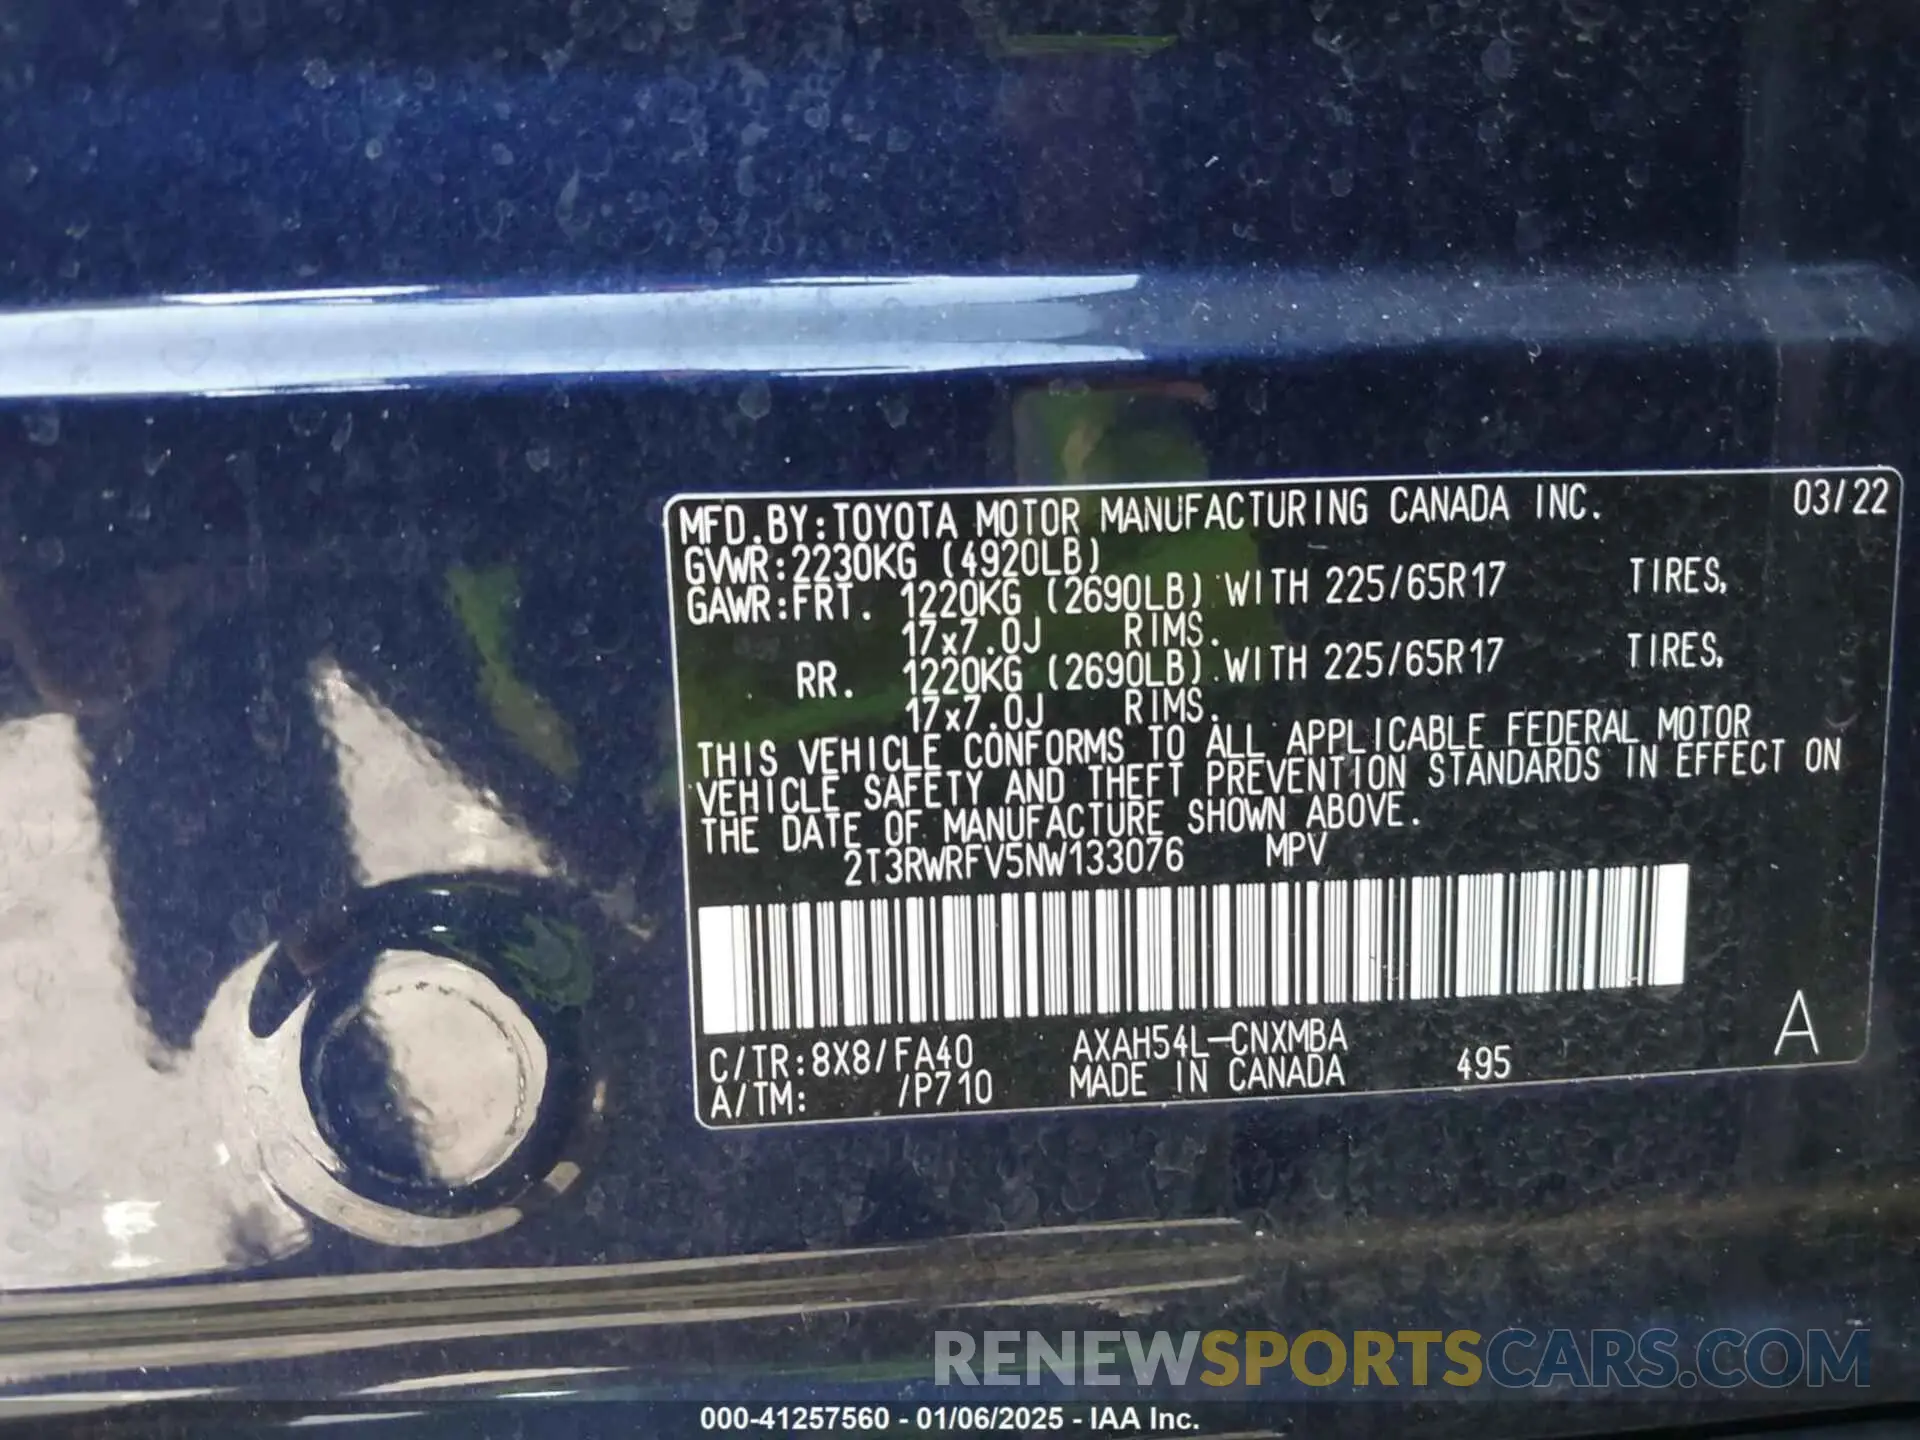 MFD.BY:TOYOTA MOTOR MANUFACTURING CANADA INC. 03/22
GVWR:2230KG (4920LB)
GAWR:FRT. 1220KG (2690LB) WITH 225/65R17 TIRES,
17x7.0J RIMS.
RR. 1220KG (2690LB) WITH 225/65R17 TIRES,
17x7.0J RIMS.
THIS VEHICLE CONFORMS TO ALL APPLICABLE FEDERAL MOTOR
VEHICLE SAFETY AND THEFT PREVENTION STANDARDS IN EFFECT ON
THE DATE OF MANUFACTURE SHOWN ABOVE.
2T3RWRFV5NW133076 MPV
C/TR:8X8/FA40 AXAH54L-CNXMBA
A/TM: /P710 MADE IN CANADA 495 A
RENEWSPORTSCARS.COM
000-41257560 - 01/06/2025 - IAA Inc.